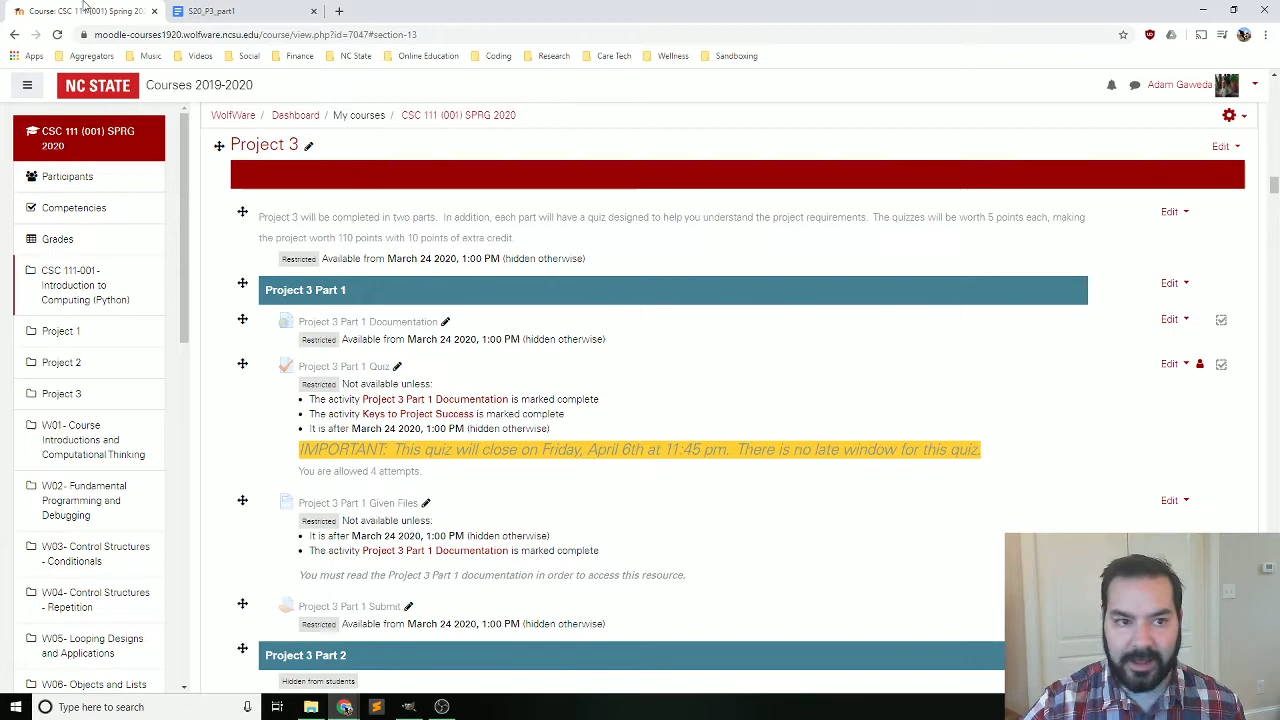 Course: CSC 111 (001) Spring 202
S20_P3_part1
moodle-courses1920.wolfware.ncsu.edu/course/view.php?id=7047#section-13
Apps Aggregators Music Videos Social Finance NC State Online Education Coding Research Care Tech Wellness Sandboxing
NC STATE Courses 2019-2020 Adam Gaweda
CSC 111 (001) SPRG
2020
Participants
Competencies
Grades
CSC 111-001 -
Introduction to
Computing (Python)
Project 1
Project 2
Project 3
W01 - Course
Introductions and
Computational Thinking
W02 - Fundamental
Programming and
Debugging
W03- Control Structures
- Conditionals
W04 - Control Structures
- Repetition
W05 - Looping Designs
and Applications
W06 - Objects and Lists
WolfWare / Dashboard / My courses / CSC 111 (001) SPRG 2020
Project 3 Edit
Project 3 will be completed in two parts. In addition, each part will have a quiz designed to help you understand the project requirements. The quizzes will be worth 5 points each, making Edit
the project worth 110 points with 10 points of extra credit.
Restricted Available from March 24 2020, 1:00 PM (hidden otherwise)
Project 3 Part 1 Edit
Project 3 Part 1 Documentation Edit
Restricted Available from March 24 2020, 1:00 PM (hidden otherwise)
Project 3 Part 1 Quiz Edit
Restricted Not available unless:
• The activity Project 3 Part 1 Documentation is marked complete
• The activity Keys to Project Success is marked complete
• It is after March 24 2020, 1:00 PM (hidden otherwise)
IMPORTANT: This quiz will close on Friday, April 6th at 11:45 pm. There is no late window for this quiz.
You are allowed 4 attempts.
Project 3 Part 1 Given Files Edit
Restricted Not available unless:
• It is after March 24 2020, 1:00 PM (hidden otherwise)
• The activity Project 3 Part 1 Documentation is marked complete
You must read the Project 3 Part 1 documentation in order to access this resource.
Project 3 Part 1 Submit
Restricted Available from March 24 2020, 1:00 PM (hidden otherwise)
Project 3 Part 2
Hidden from students
Type here to search